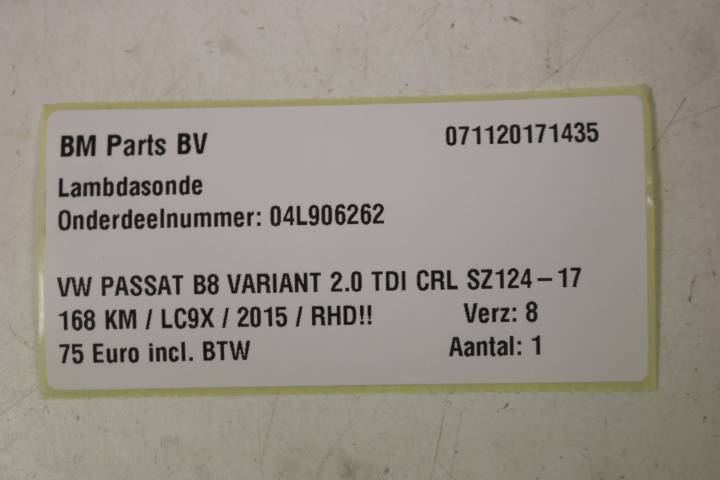 BM Parts BV 071120171435
Lambdasonde
Onderdeelnummer: 04L906262
VW PASSAT B8 VARIANT 2.0 TDI CRL SZ124-17
168 KM / LC9X / 2015 / RHD!! Verz: 8
75 Euro incl. BTW Aantal: 1